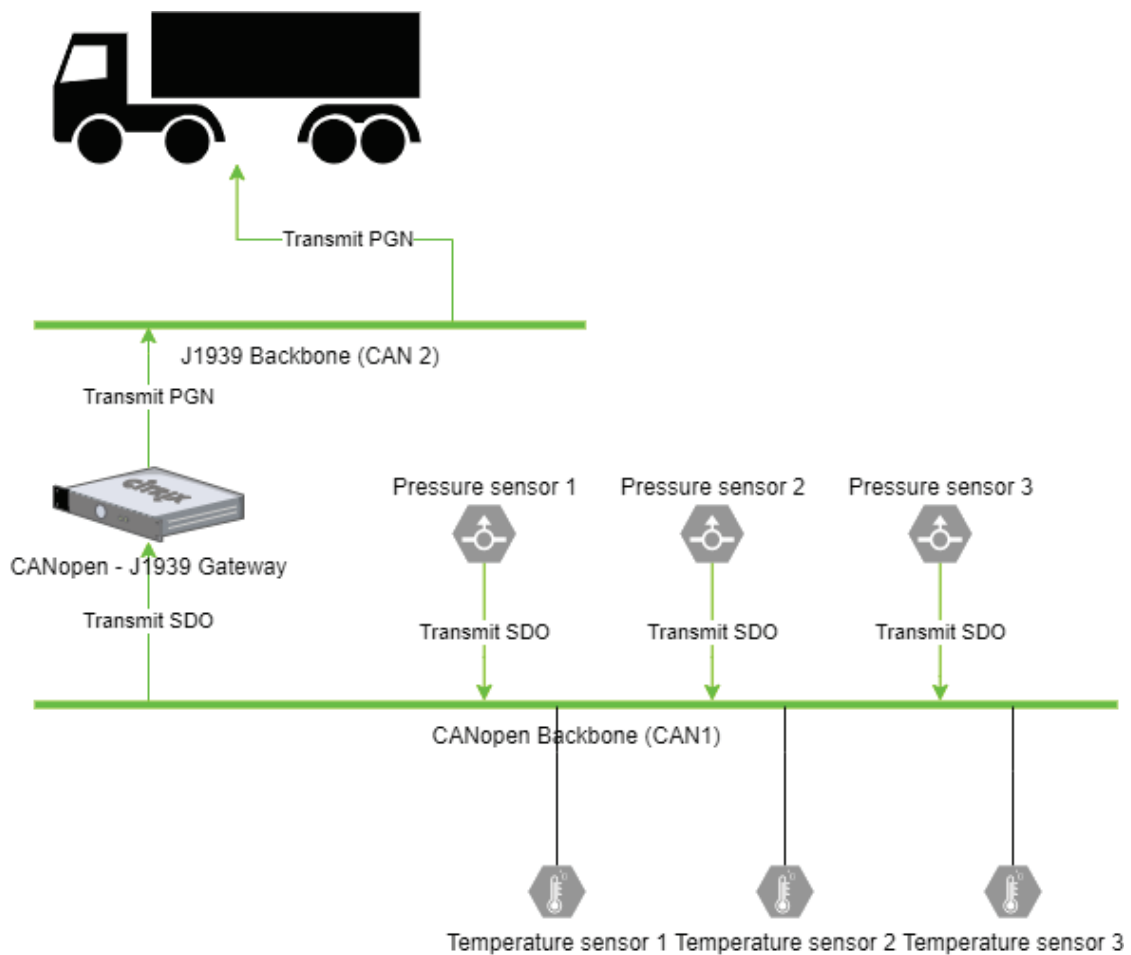 Transmit PGN
J1939 Backbone (CAN 2)
Transmit PGN
citrix
CANopen - J1939 Gateway
Transmit SDO
Pressure sensor 1
Pressure sensor 2
Pressure sensor 3
Transmit SDO
Transmit SDO
Transmit SDO
CANopen Backbone (CAN1)
Temperature sensor 1
Temperature sensor 2
Temperature sensor 3